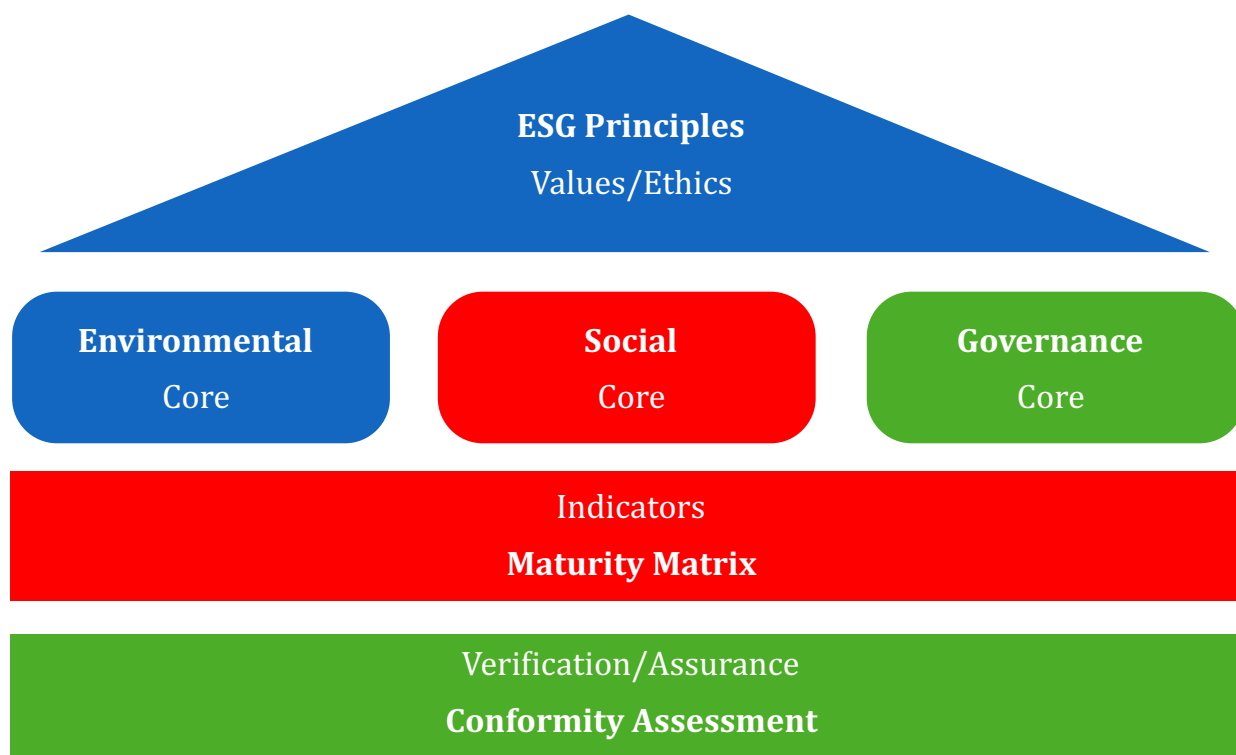 ESG Principles
Values/Ethics
Environmental
Core
Social
Core
Governance
Core
Indicators
Maturity Matrix
Verification/Assurance
Conformity Assessment